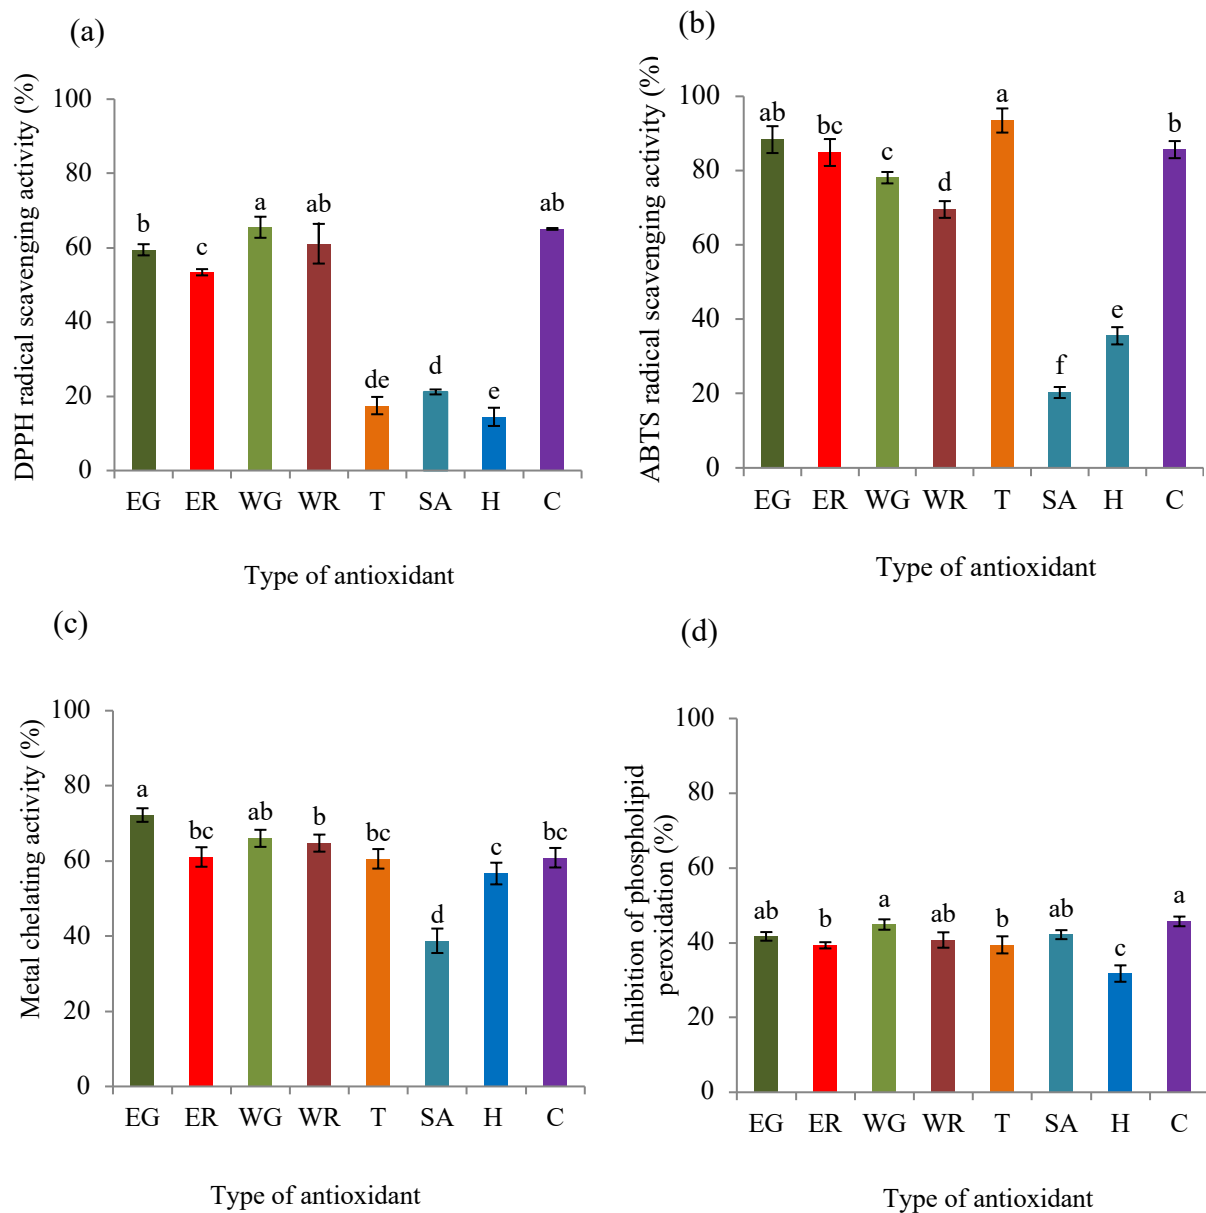 (a)
DPPH radical scavenging activity (%)
100
80
60
40
20
0
b
c
a
ab
de
d
e
ab
EG ER WG WR T SA H C
Type of antioxidant
(b)
ABTS radical scavenging activity (%)
100
80
60
40
20
0
ab
bc
c
d
a
f
e
b
EG ER WG WR T SA H C
Type of antioxidant
(c)
Metal chelating activity (%)
100
80
60
40
20
0
a
bc
ab
b
bc
d
c
bc
EG ER WG WR T SA H C
Type of antioxidant
(d)
Inhibition of phospholipid
peroxidation (%)
100
80
60
40
20
0
ab
b
a
ab
b
ab
c
a
EG ER WG WR T SA H C
Type of antioxidant